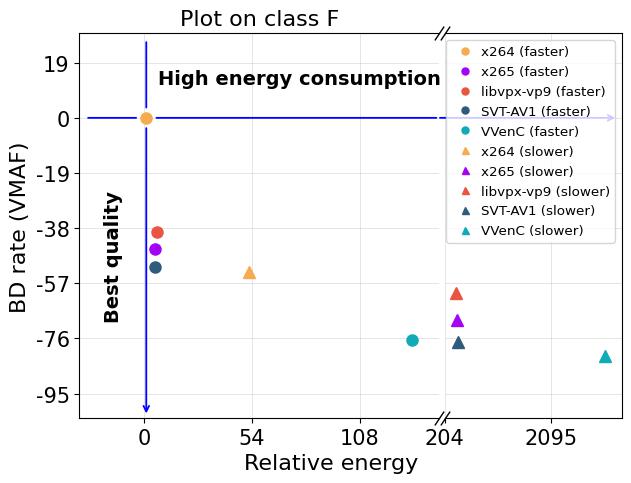 Plot on class F
High energy consumption
Best quality
BD rate (VMAF)
19
0
-19
-38
-57
-76
-95
x264 (faster)
x265 (faster)
libvpx-vp9 (faster)
SVT-AV1 (faster)
VVenC (faster)
x264 (slower)
x265 (slower)
libvpx-vp9 (slower)
SVT-AV1 (slower)
VVenC (slower)
0 54 108 204 2095
Relative energy